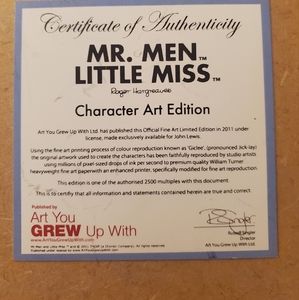 Certificate of Authenticity
MR. MEN™
LITTLE MISS™
Roger Hargreaves
Character Art Edition
Art You Grew Up With Ltd. has published this Official Fine Art Limited Edition in 2011 under
license, made exclusively available for John Lewis.
Using the fine art printing process of colour reproduction known as 'Giclee', (pronounced Jick-lay)
the original artwork used to create the characters has been faithfully reproduced by studio artists
using millions of pixel-sized drops of ink per second to premium quality William Turner
heavyweight fine art paper with an enhanced printer, specifically modified for fine art reproduction.
This edition is one of the authorised 2500 multiples with this document.
This is to certify that all information and statements contained herein are true and correct.
Published by
Art You
GREW Up With
www.ArtYouGrewUpWith.com
Russell Singler
Director
Art You Grew Up With Ltd.